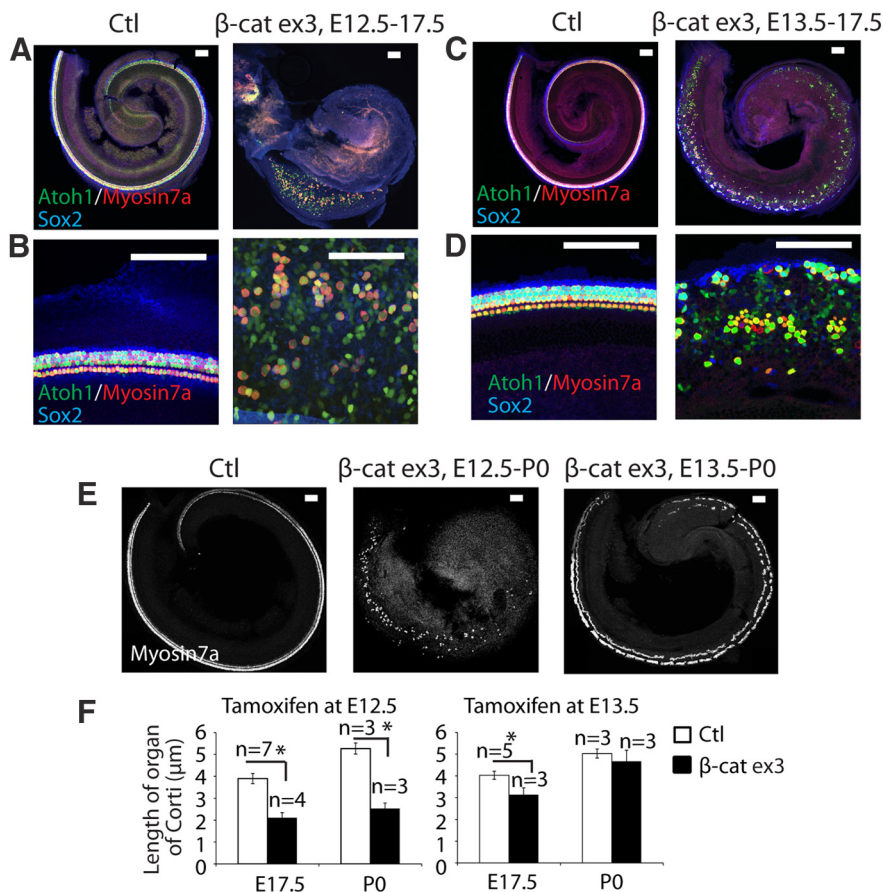 Ctl
β-cat ex3, E12.5-17.5
Ctl
β-cat ex3, E13.5-17.5
A
C
Atoh1/Myosin7a
Sox2
Atoh1/Myosin7a
Sox2
B
D
Atoh1/Myosin7a
Sox2
Atoh1/Myosin7a
Sox2
Ctl
β-cat ex3, E12.5-P0
β-cat ex3, E13.5-P0
E
Myosin7a
F
Tamoxifen at E12.5
Tamoxifen at E13.5
Length of organ
of Corti (μm)
6
5
4
3
2
1
0
n=7 *
n=4
n=3 *
n=3
E17.5
P0
6
5
4
3
2
1
0
*
n=5
n=3
n=3
n=3
E17.5
P0
Ctl
β-cat ex3